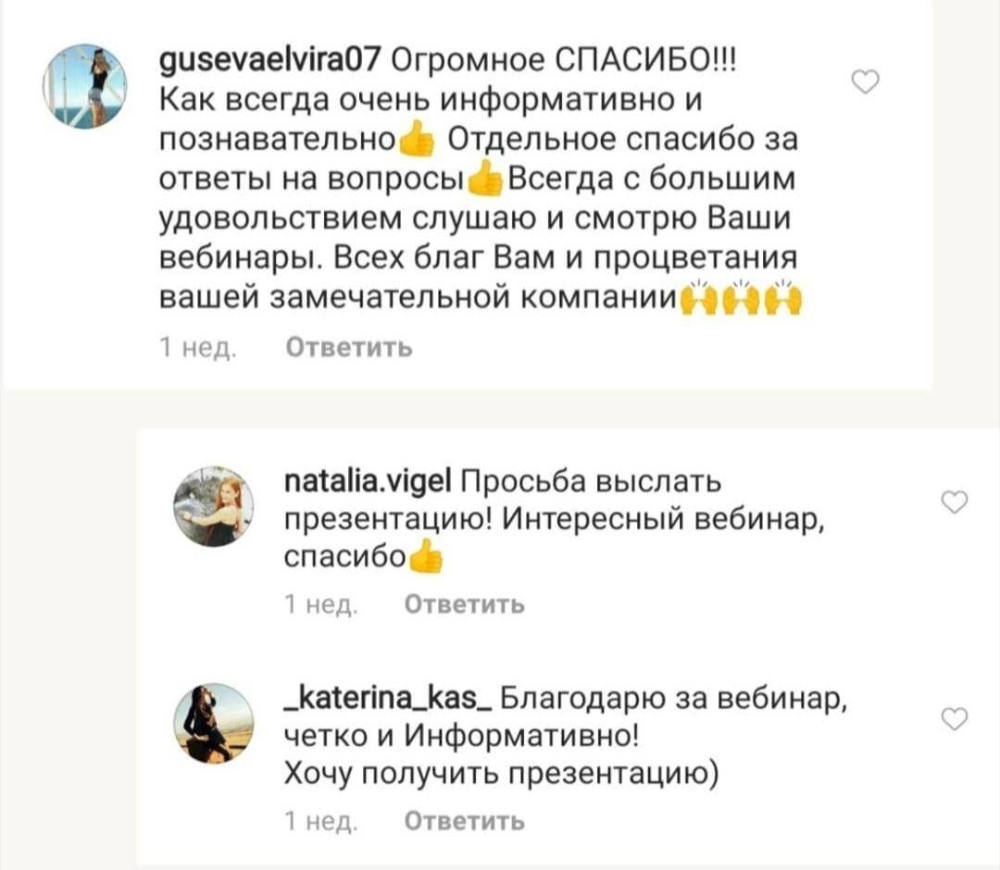 gusevaelvira07 Огромное СПАСИБО!!!
Как всегда очень информативно и
познавательно👍 Отдельное спасибо за
ответы на вопросы👍Всегда с большим
удовольствием слушаю и смотрю Ваши
вебинары. Всех благ Вам и процветания
вашей замечательной компании🙌🙌🙌
1 нед. Ответить
natalia.vigel Просьба выслать
презентацию! Интересный вебинар,
спасибо👍
1 нед. Ответить
_katerina_kas_ Благодарю за вебинар,
четко и Информативно!
Хочу получить презентацию)
1 нед. Ответить